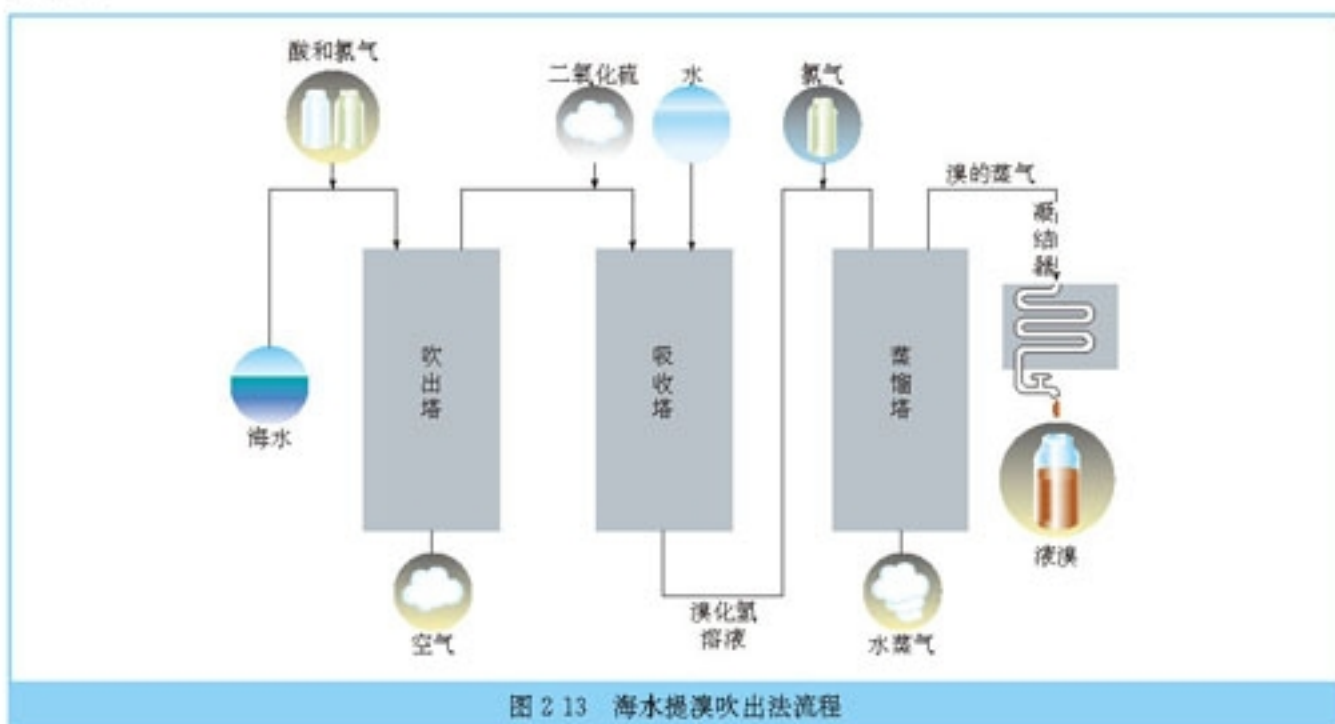 酸和氯气
二氧化硫
水
氯气
溴的蒸气
凝结器
吹出塔
吸收塔
蒸馏塔
海水
液溴
空气
溴化氢
溶液
水蒸气
图 2 13 海水提溴吹出法流程